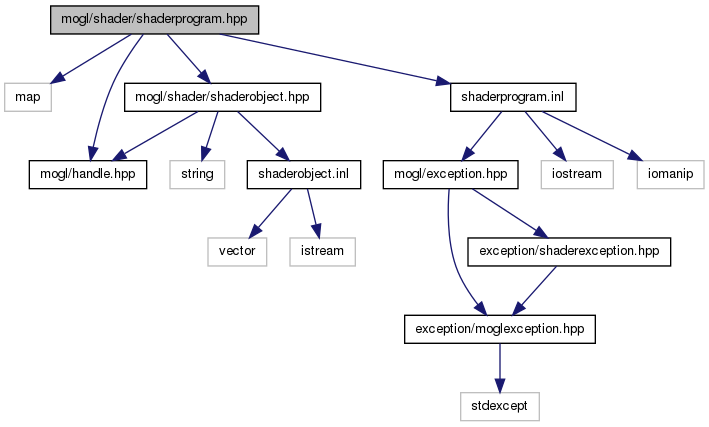 mogl/shader/shaderprogram.hpp
map
mogl/shader/shaderobject.hpp
shaderprogram.inl
mogl/handle.hpp
string
shaderobject.inl
mogl/exception.hpp
iostream
iomanip
vector
istream
exception/shaderexception.hpp
exception/moglexception.hpp
stdexcept